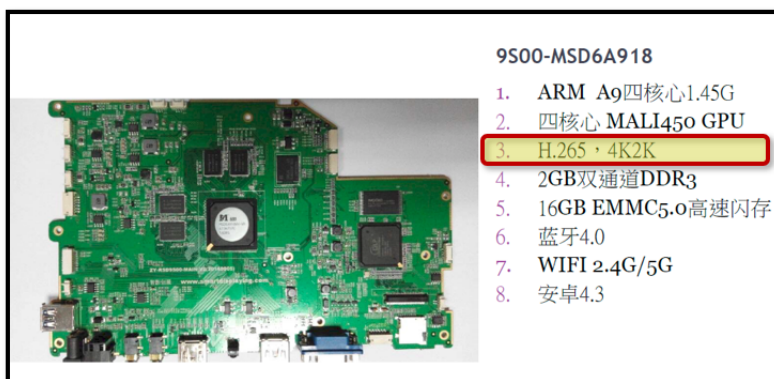 9S00-MSD6A918
1. ARM A9四核心1.45G
2. 四核心 MALI450 GPU
3. H.265，4K2K
4. 2GB双通道DDR3
5. 16GB EMMC5.0高速闪存
6. 蓝牙4.0
7. WIFI 2.4G/5G
8. 安卓4.3